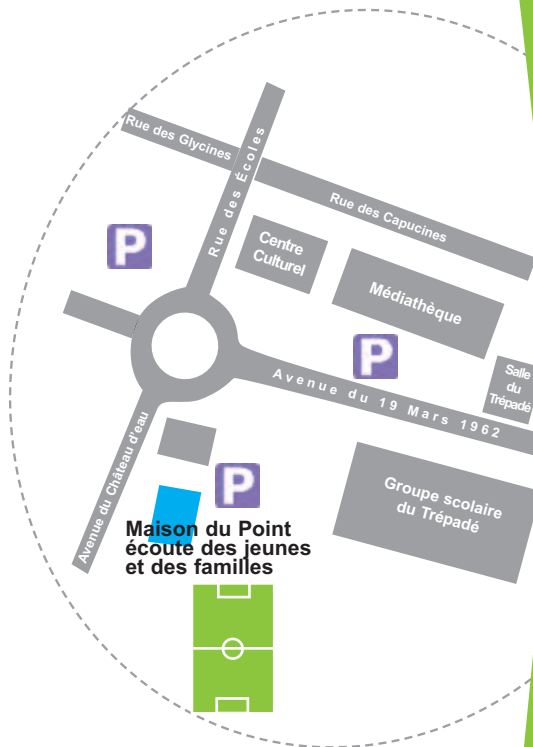 Rue des Glycines
Rue des Écoles
Rue des Capucines
P
Centre
Culturel
Médiathèque
P
Salle
du
Trépadé
Avenue du 19 Mars 1962
Avenue du Château d'eau
P
Groupe scolaire
du Trépadé
Maison du Point
écoute des jeunes
et des familles